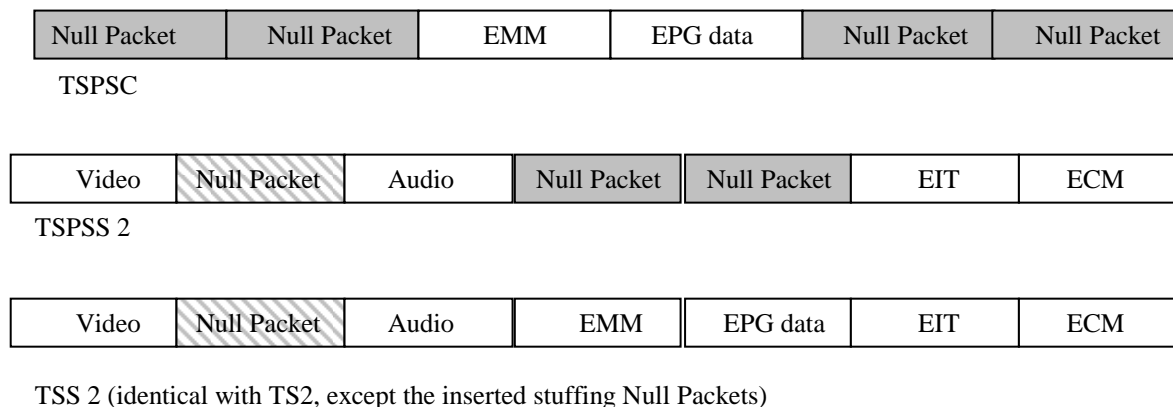 Null Packet Null Packet EMM EPG data Null Packet Null Packet
TSPSC
Video Null Packet Audio Null Packet Null Packet EIT ECM
TSPSS 2
Video Null Packet Audio EMM EPG data EIT ECM
TSS 2 (identical with TS2, except the inserted stuffing Null Packets)